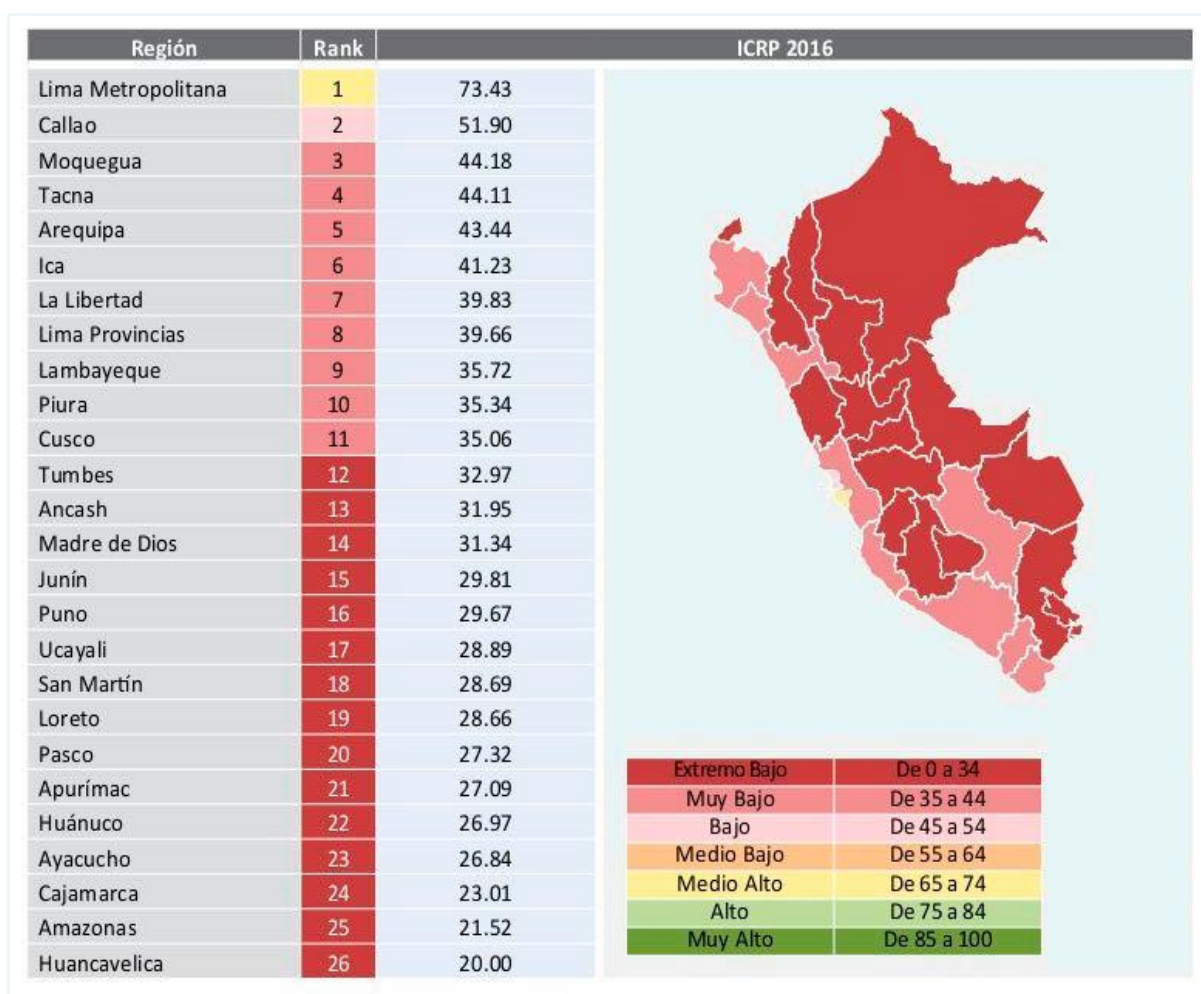 Región Rank ICRP 2016
Lima Metropolitana 1 73.43
Callao 2 51.90
Moquegua 3 44.18
Tacna 4 44.11
Arequipa 5 43.44
Ica 6 41.23
La Libertad 7 39.83
Lima Provincias 8 39.66
Lambayeque 9 35.72
Piura 10 35.34
Cusco 11 35.06
Tumbes 12 32.97
Ancash 13 31.95
Madre de Dios 14 31.34
Junín 15 29.81
Puno 16 29.67
Ucayali 17 28.89
San Martín 18 28.69
Loreto 19 28.66
Pasco 20 27.32
Apurímac 21 27.09
Huánuco 22 26.97
Ayacucho 23 26.84
Cajamarca 24 23.01
Amazonas 25 21.52
Huancavelica 26 20.00
Extremo Bajo De 0 a 34
Muy Bajo De 35 a 44
Bajo De 45 a 54
Medio Bajo De 55 a 64
Medio Alto De 65 a 74
Alto De 75 a 84
Muy Alto De 85 a 100